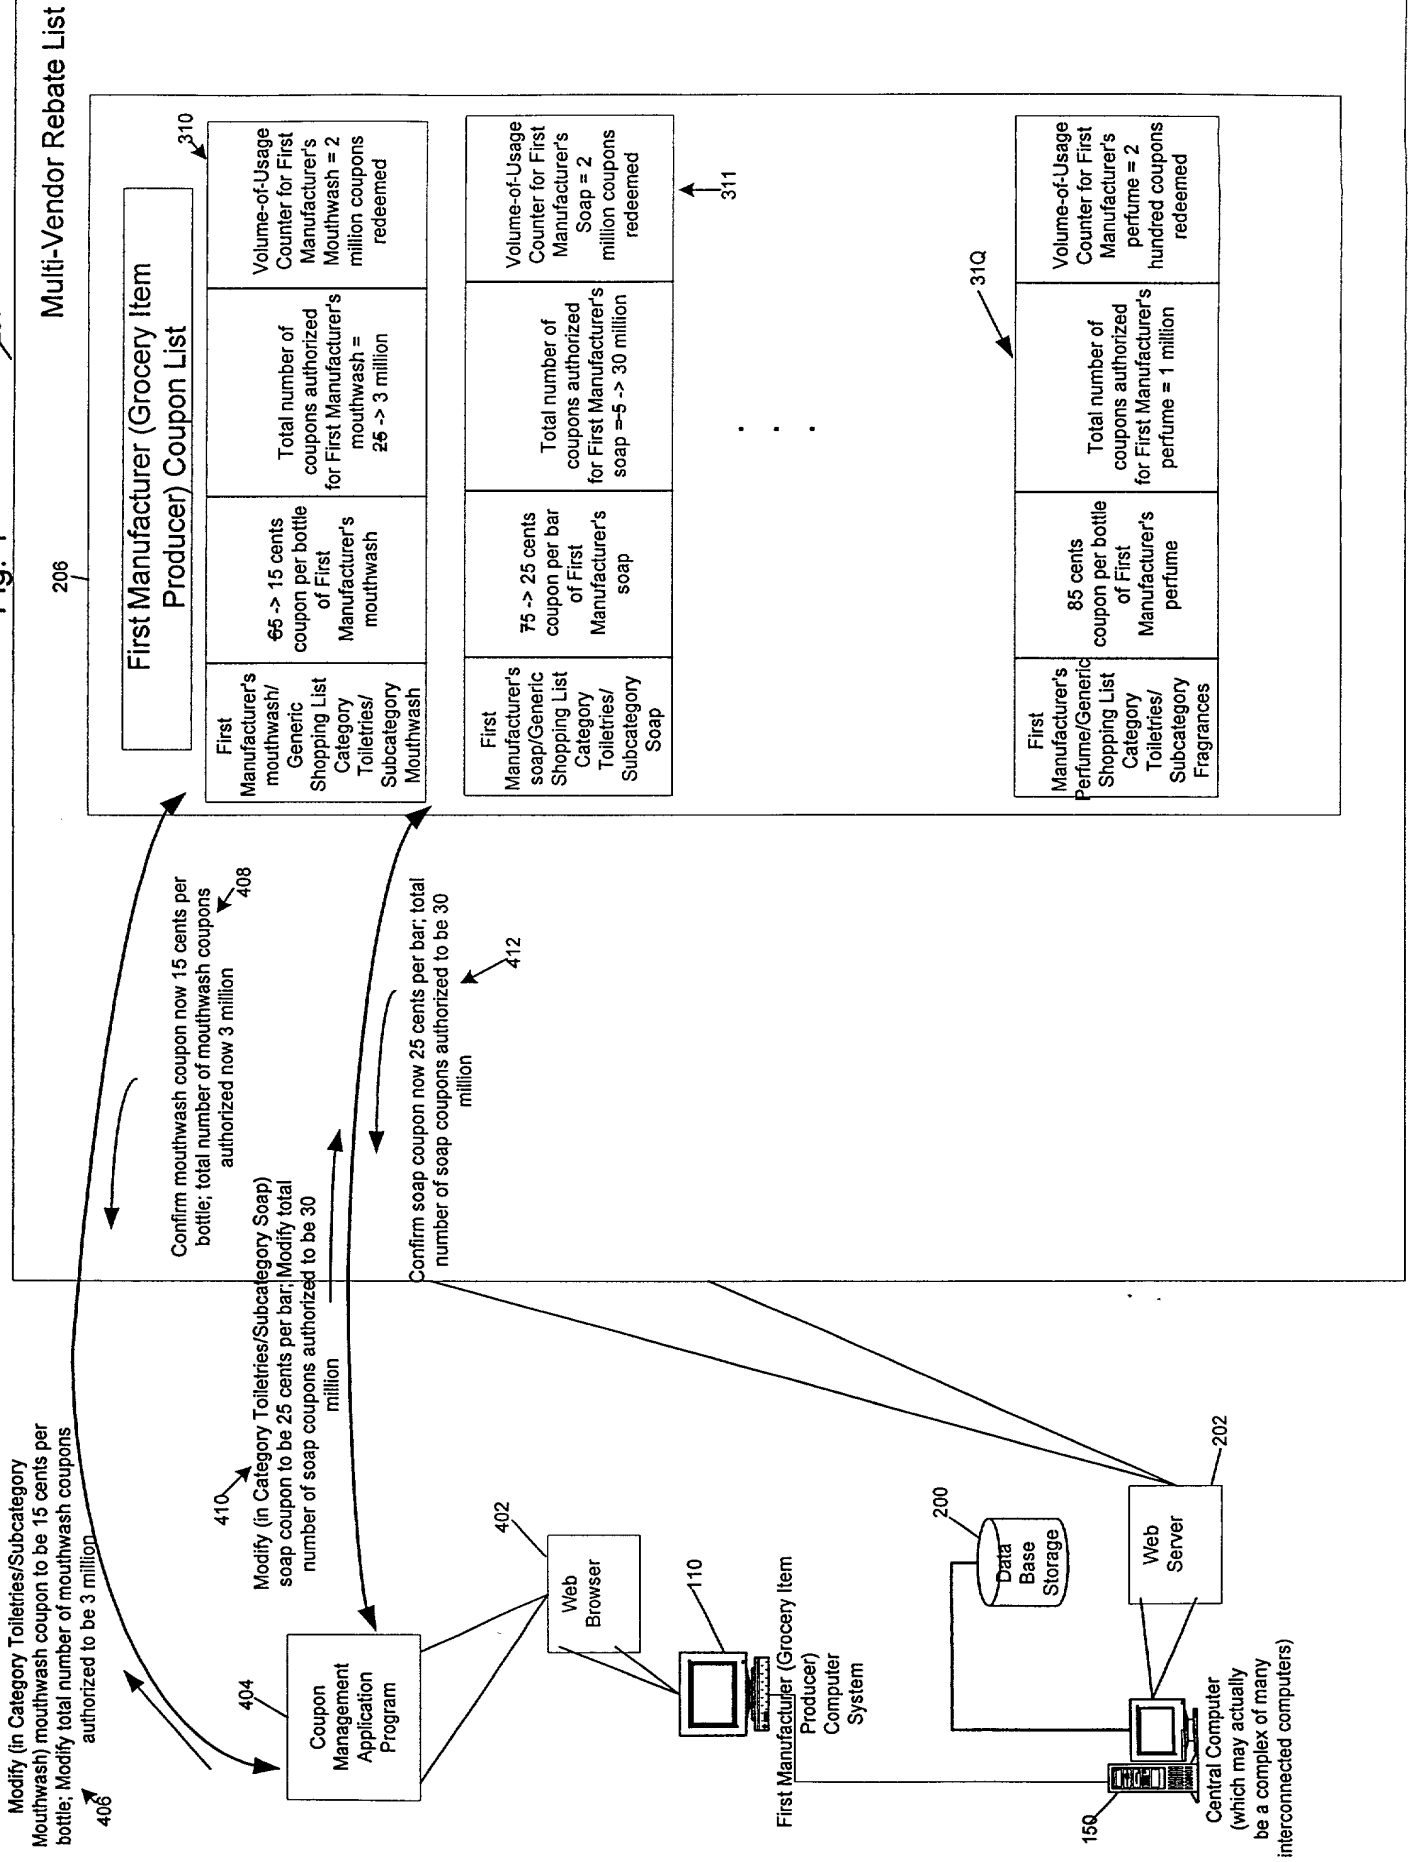 Fig. 4
Multi-Vendor Rebate List
206
First Manufacturer (Grocery Item
Producer) Coupon List
310
First
Manufacturer's
mouthwash/
Generic
Shopping List
Category
Toiletries/
Subcategory
Mouthwash
65 -> 15 cents
coupon per bottle
of First
Manufacturer's
mouthwash
Total number of
coupons authorized
for First Manufacturer's
mouthwash =
25 -> 3 million
Volume-of-Usage
Counter for First
Manufacturer's
Mouthwash = 2
million coupons
redeemed
First
Manufacturer's
soap/Generic
Shopping List
Category
Toiletries/
Subcategory
Soap
75 -> 25 cents
coupon per bar
of First
Manufacturer's
soap
Total number of
coupons authorized
for First Manufacturer's
soap = 5 -> 30 million
Volume-of-Usage
Counter for First
Manufacturer's
Soap = 2
million coupons
redeemed
311
. . .
31Q
First
Manufacturer's
Perfume/Generic
Shopping List
Category
Toiletries/
Subcategory
Fragrances
85 cents
coupon per bottle
of First
Manufacturer's
perfume
Total number of
coupons authorized
for First Manufacturer's
perfume = 1 million
Volume-of-Usage
Counter for First
Manufacturer's
perfume = 2
hundred coupons
redeemed
Modify (in Category Toiletries/Subcategory
Mouthwash) mouthwash coupon to be 15 cents per
bottle; Modify total number of mouthwash coupons
authorized to be 3 million
406
Confirm mouthwash coupon now 15 cents per
bottle; total number of mouthwash coupons
authorized now 3 million
408
410
Modify (in Category Toiletries/Subcategory Soap)
soap coupon to be 25 cents per bar; Modify total
number of soap coupons authorized to be 30
million
Confirm soap coupon now 25 cents per bar; total
number of soap coupons authorized to be 30
million
412
404
Coupon
Management
Application
Program
402
Web
Browser
110
First Manufacturer (Grocery Item
Producer)
Computer
System
200
Data
Base
Storage
202
Web
Server
150
Central Computer
(which may actually
be a complex of many
interconnected computers)